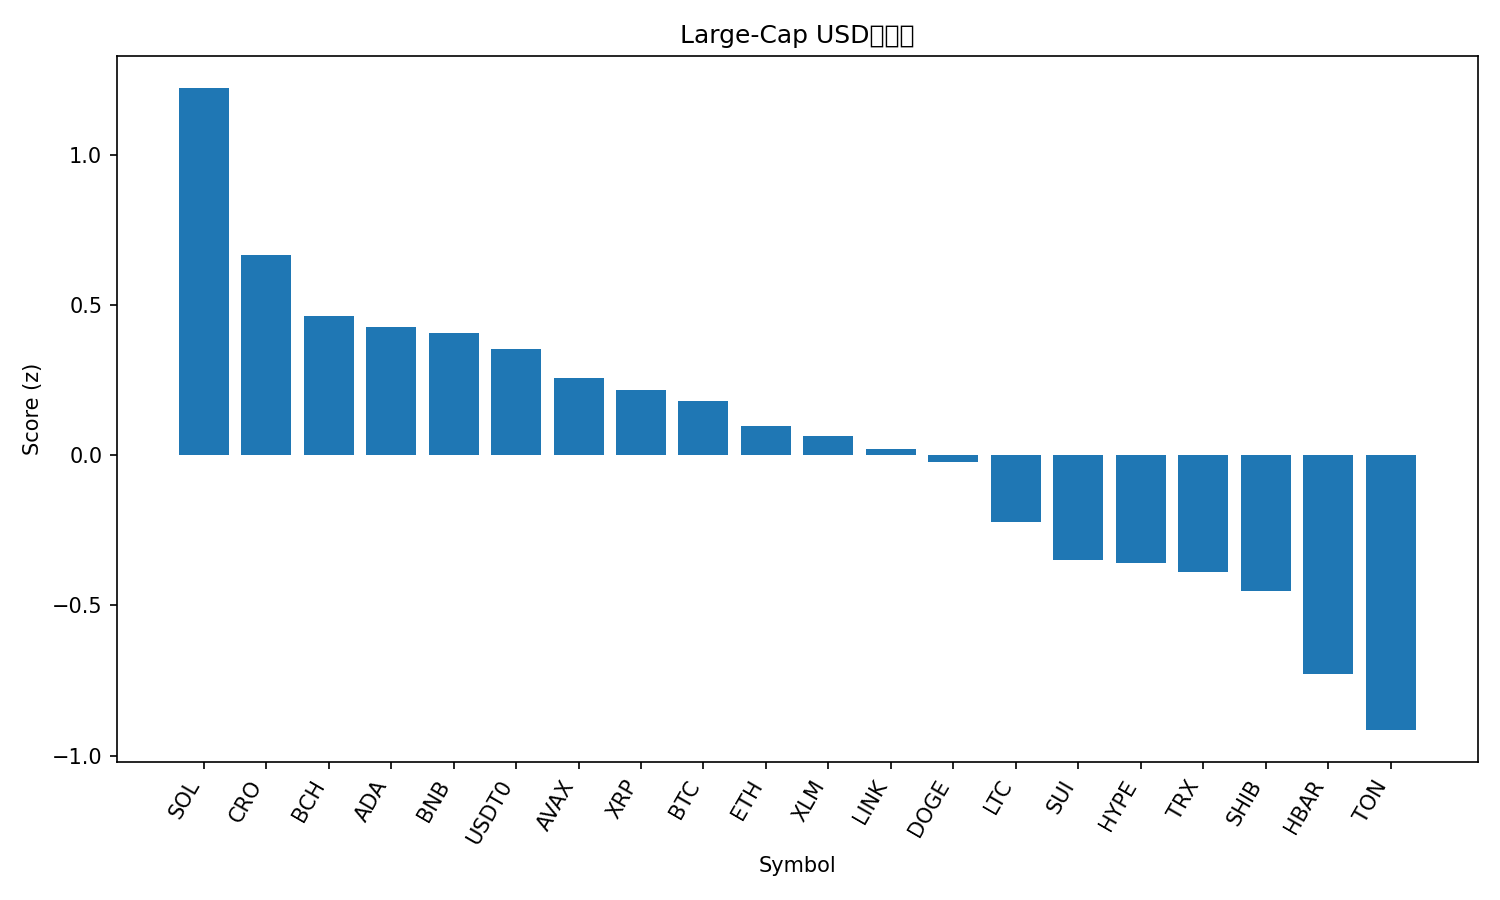 Large-Cap USD
Score (z)
1.0
0.5
0.0
−0.5
−1.0
SOL
CRO
BCH
ADA
BNB
USDT0
AVAX
XRP
BTC
ETH
XLM
LINK
DOGE
LTC
SUI
HYPE
TRX
SHIB
HBAR
TON
Symbol